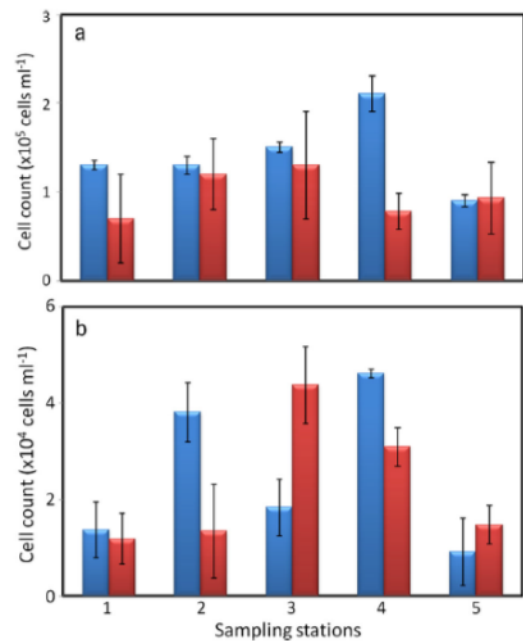 a
Cell count (x10⁵ cells ml⁻¹)
3
2
1
0
b
Cell count (x10⁴ cells ml⁻¹)
6
4
2
0
1 2 3 4 5
Sampling stations